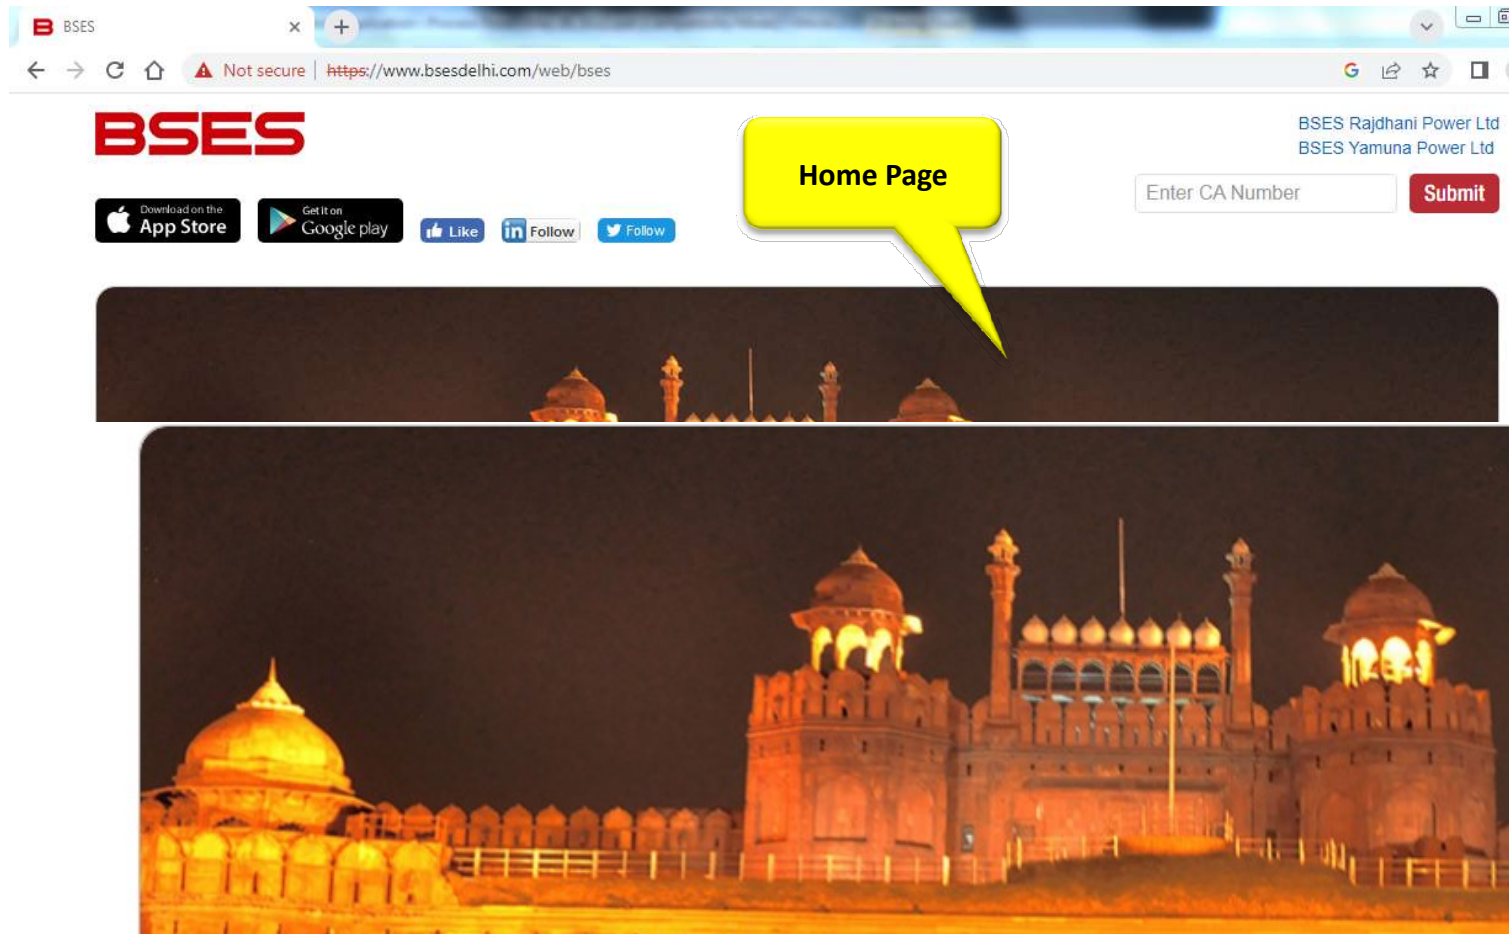 BSES
Not secure | https://www.bsesdelhi.com/web/bses
BSES
BSES Rajdhani Power Ltd
BSES Yamuna Power Ltd
Home Page
Enter CA Number
Submit
Download on the
App Store
Get it on
Google play
Like
in Follow
Follow